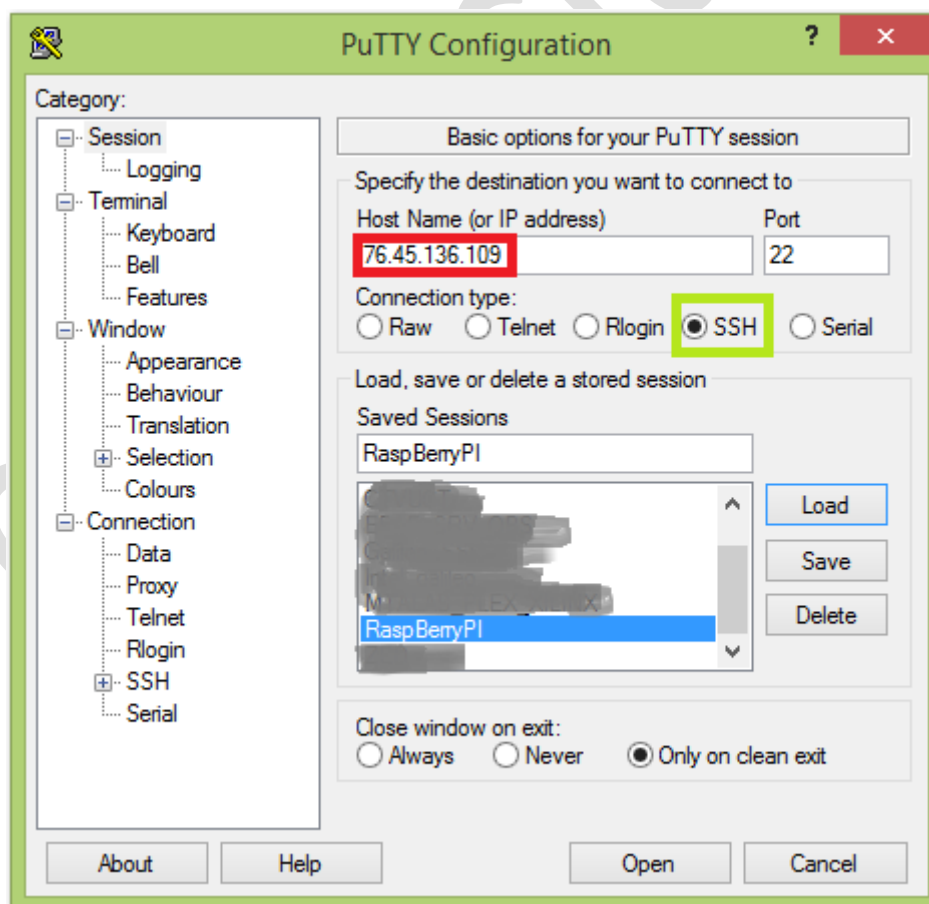 PuTTY Configuration
?
×
Category:
Session
Logging
Terminal
Keyboard
Bell
Features
Window
Appearance
Behaviour
Translation
Selection
Colours
Connection
Data
Proxy
Telnet
Rlogin
SSH
Serial
Basic options for your PuTTY session
Specify the destination you want to connect to
Host Name (or IP address) Port
76.45.136.109 22
Connection type:
Raw Telnet Rlogin SSH Serial
Load, save or delete a stored session
Saved Sessions
RaspBerryPI
RaspBerryPI
Load
Save
Delete
Close window on exit:
Always Never Only on clean exit
About Help Open Cancel